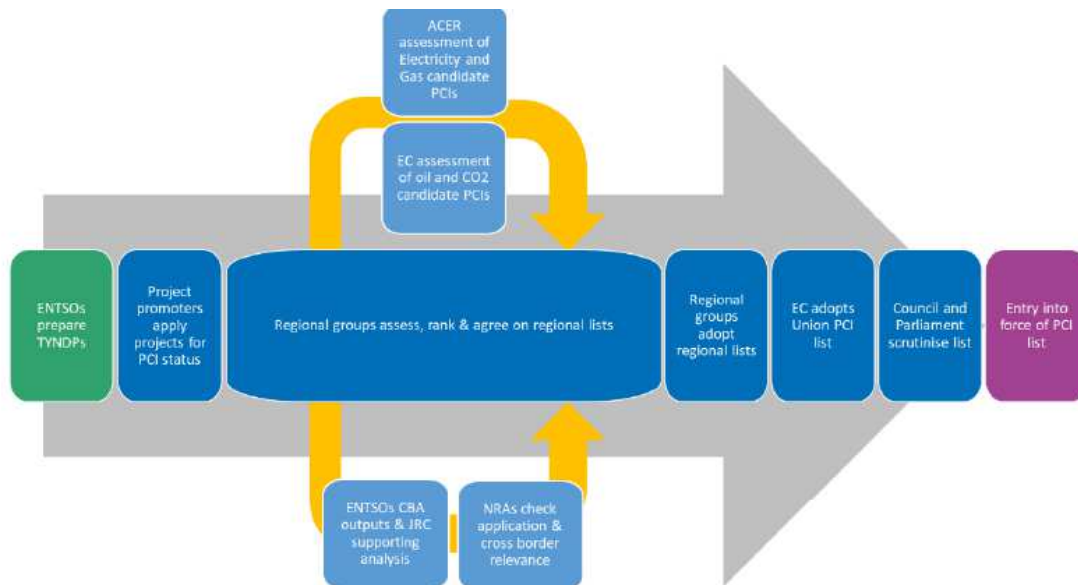 ACER
assessment of
Electricity and
Gas candidate
PCIs
EC assessment
of oil and CO2
candidate PCIs
ENTSOs
prepare
TYNDPs
Project
promoters
apply
projects for
PCI status
Regional groups assess, rank & agree on regional lists
Regional
groups
adopt
regional lists
EC adopts
Union PCI
list
Council and
Parliament
scrutinise list
Entry into
force of PCI
list
ENTSOs CBA
outputs & JRC
supporting
analysis
NRAs check
application &
cross border
relevance